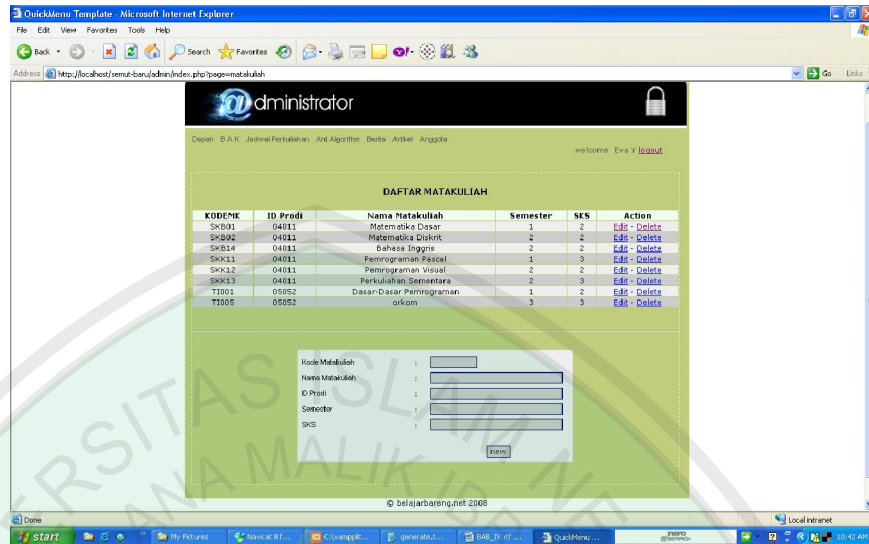 QuickMenu Template - Microsoft Internet Explorer
File Edit View Favorites Tools Help
Back Search Favorites
Address http://localhost/semut-baru/admin/index.php?page=matakuliah Go Links
@dministrator
Depan B A K Jadwal Perkuliahan Ant Algorithm Berita Artikel Anggota
welcome Eva Y logout
DAFTAR MATAKULIAH
KODEMK ID Prodi Nama Matakuliah Semester SKS Action
SKB01 04011 Matematika Dasar 1 2 Edit - Delete
SKB02 04011 Matematika Diskrit 2 2 Edit - Delete
SKB14 04011 Bahasa Inggris 2 2 Edit - Delete
SKK11 04011 Pemrograman Pascal 1 3 Edit - Delete
SKK12 04011 Pemrograman Visual 2 2 Edit - Delete
SKK13 04011 Perkuliahan Sementara 2 3 Edit - Delete
TI001 05052 Dasar-Dasar Pemrograman 1 2 Edit - Delete
TI005 05052 orkom 3 3 Edit - Delete
Kode Matakuliah :
Nama Matakuliah :
ID Prodi :
Semester :
SKS :
new
© belajarbareng.net 2008
Done Local intranet
start My Pictures Navicat 8 f... C:\xampplit... generate.t... BAB_IV.rtf ... QuickMenu ... nero 10:42 AM